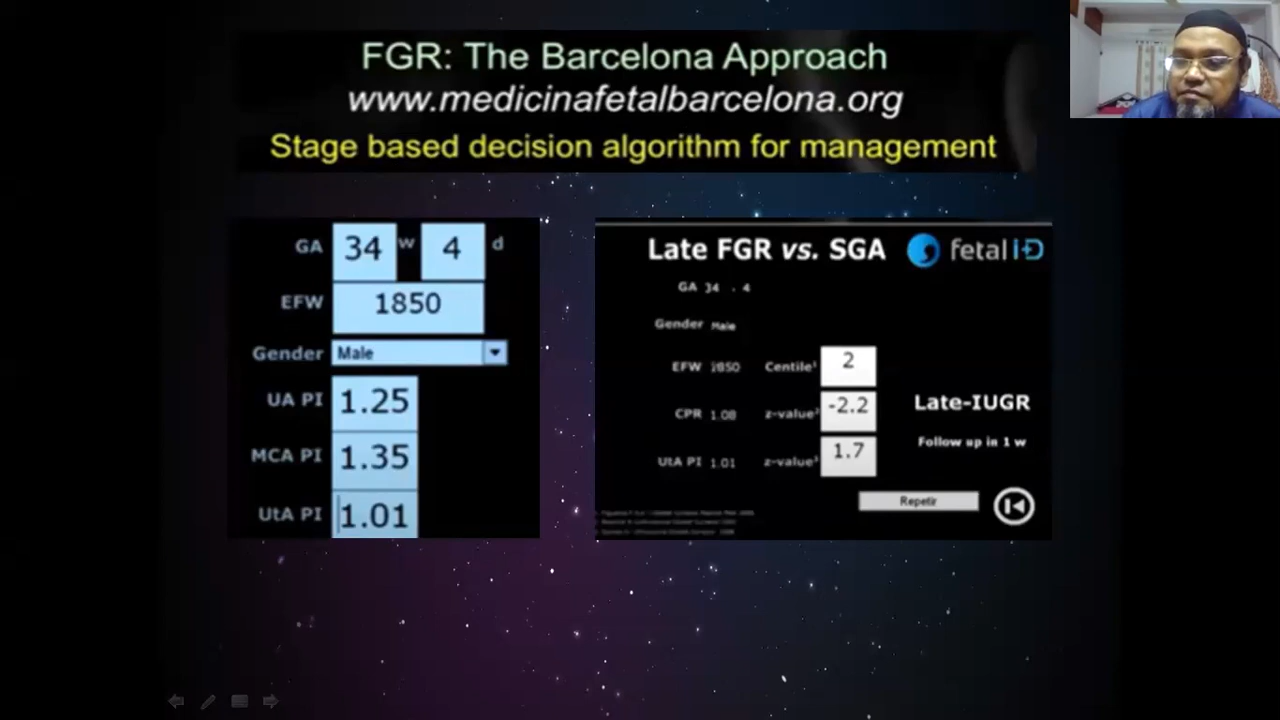 FGR: The Barcelona Approach
www.medicinafetalbarcelona.org
Stage based decision algorithm for management
GA 34 w 4 d
EFW 1850
Gender Male
UA PI 1.25
MCA PI 1.35
UtA PI 1.01
Late FGR vs. SGA fetal iD
GA 34 . 4
Gender Male
EFW 1850 Centile¹ 2
CPR 1.08 z-value² -2.2
UtA PI 1.01 z-value³ 1.7
Late-IUGR
Follow up in 1 w
Repetir